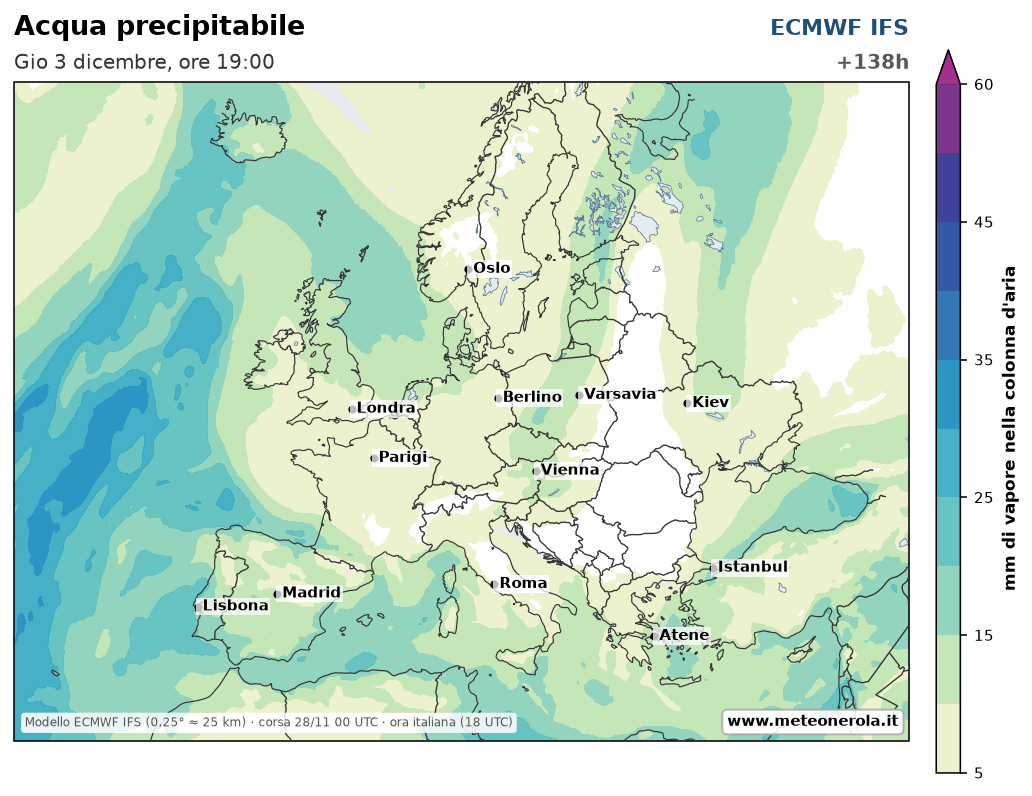 Acqua precipitabile
ECMWF IFS
Gio 3 dicembre, ore 19:00
+138h
60
45
35
25
15
5
mm di vapore nella colonna d'aria
Oslo
Berlino
Varsavia
Kiev
Londra
Parigi
Vienna
Istanbul
Roma
Madrid
Lisbona
Atene
Modello ECMWF IFS (0,25° ≈ 25 km) · corsa 28/11 00 UTC · ora italiana (18 UTC)
www.meteonerola.it